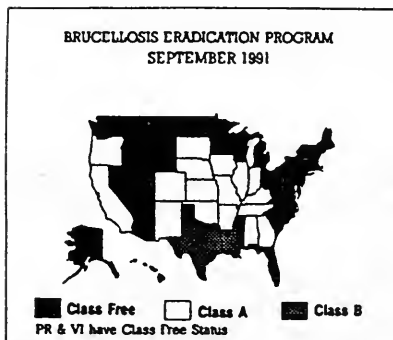 BRUCELLOSIS ERADICATION PROGRAM
SEPTEMBER 1991
Class Free Class A Class B
PR & VI have Class Free Status